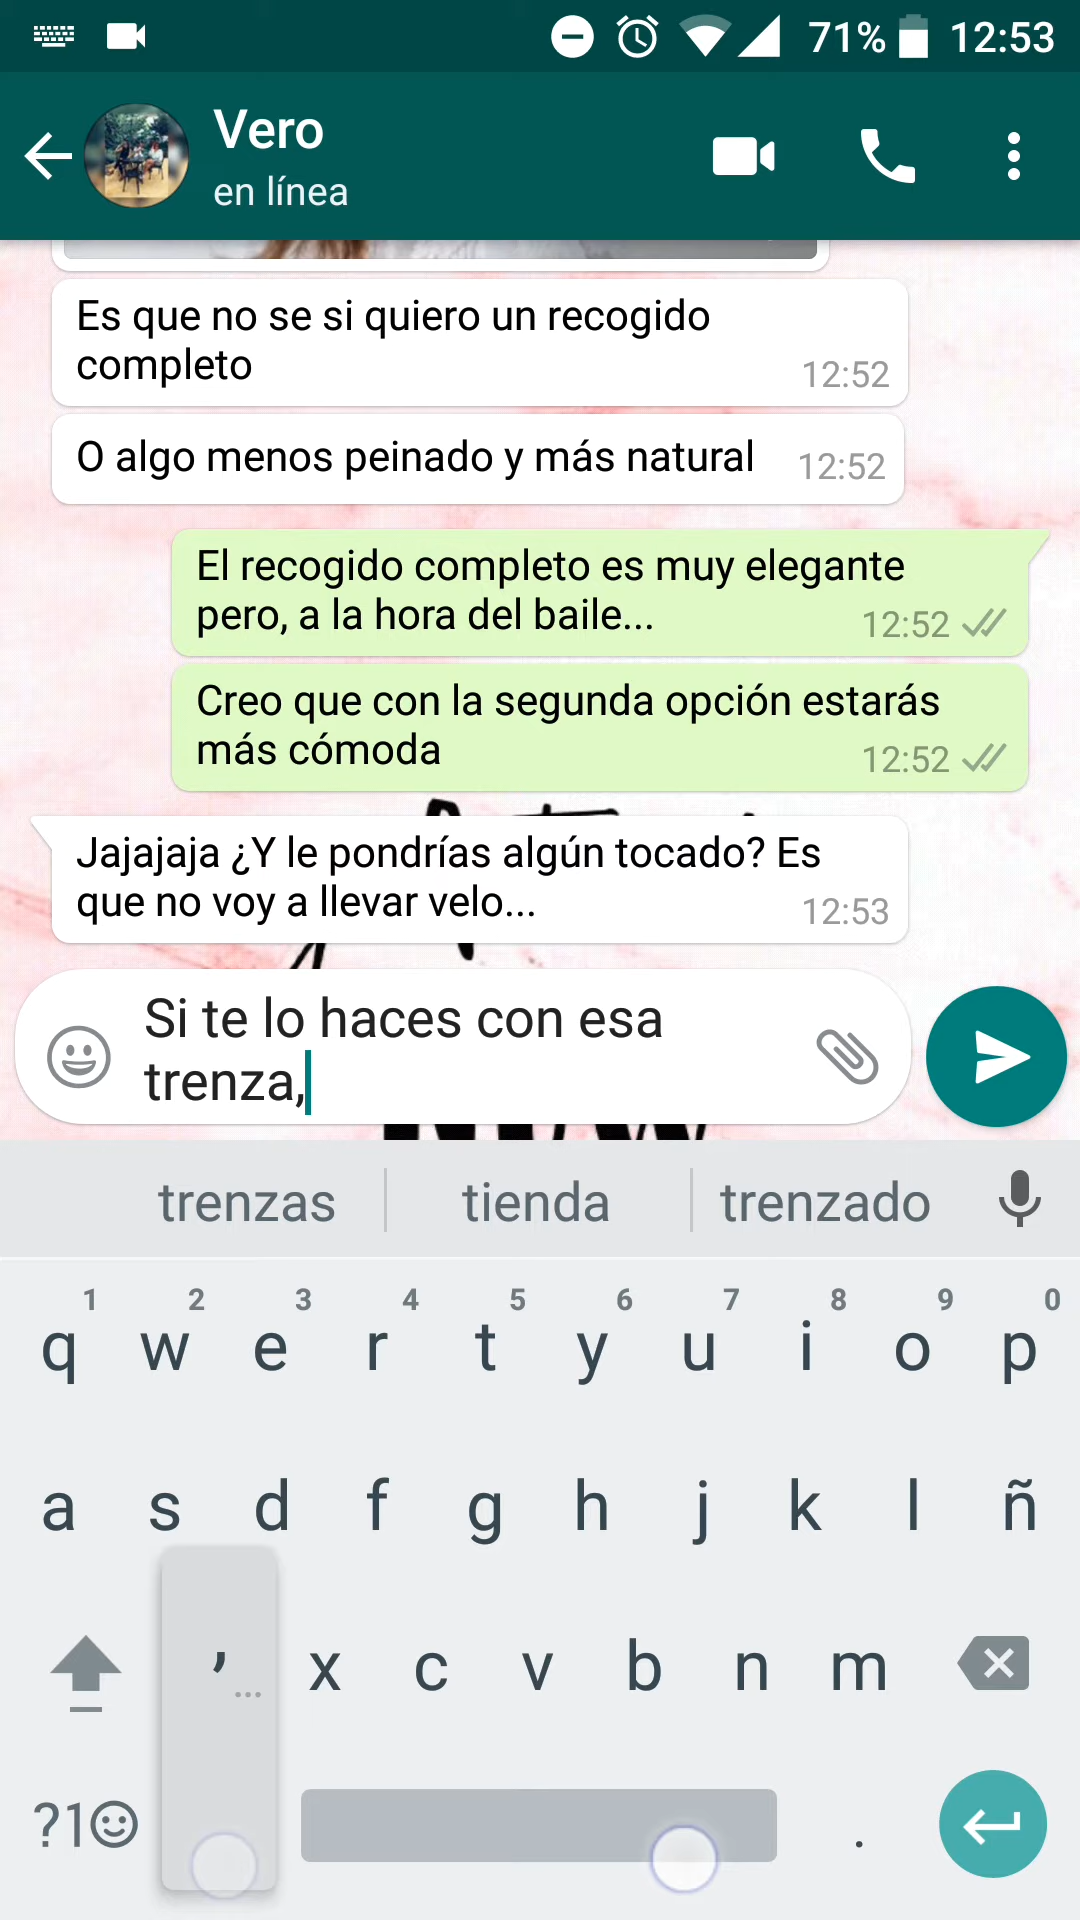 71% 12:53
Vero
en línea
Es que no se si quiero un recogido
completo
12:52
O algo menos peinado y más natural 12:52
El recogido completo es muy elegante
pero, a la hora del baile...
12:52
Creo que con la segunda opción estarás
más cómoda
12:52
Jajajaja ¿Y le pondrías algún tocado? Es
que no voy a llevar velo...
12:53
Si te lo haces con esa
trenza,
trenzas tienda trenzado
1 2 3 4 5 6 7 8 9 0
q w e r t y u i o p
a s d f g h j k l ñ
, ... x c v b n m
?1 .